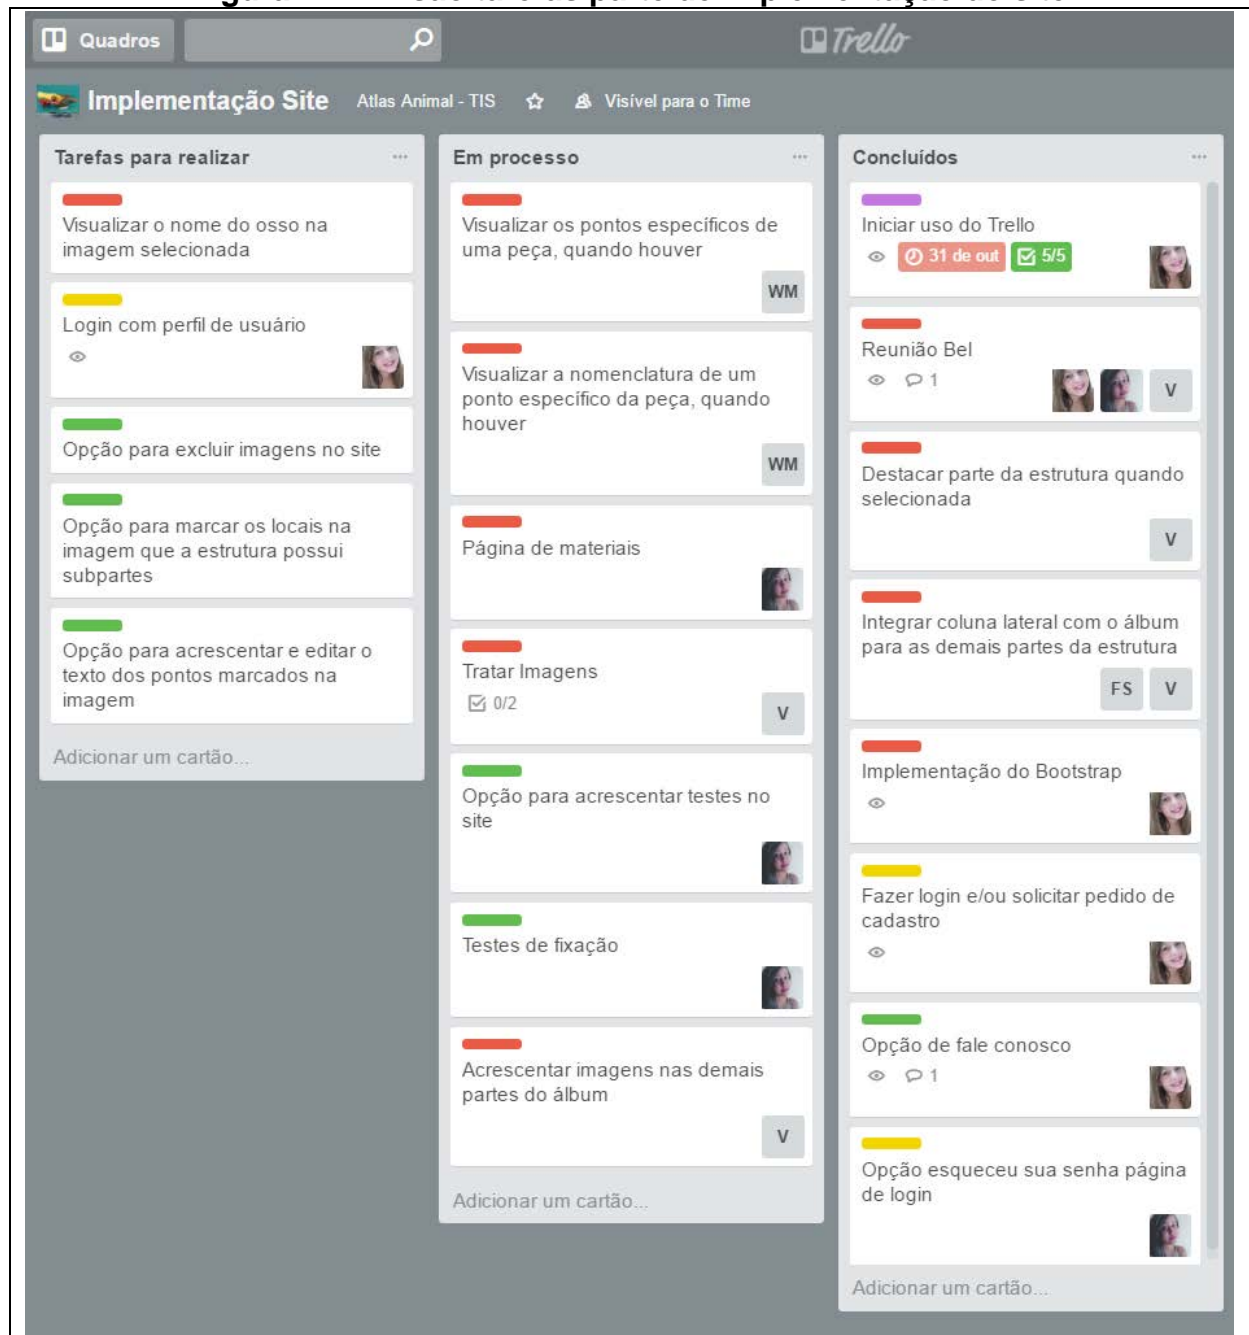 Quadros
Trello
Implementação Site
Atlas Animal - TIS
Visível para o Time
Tarefas para realizar
Visualizar o nome do osso na
imagem selecionada
Login com perfil de usuário
Opção para excluir imagens no site
Opção para marcar os locais na
imagem que a estrutura possui
subpartes
Opção para acrescentar e editar o
texto dos pontos marcados na
imagem
Adicionar um cartão...
Em processo
Visualizar os pontos específicos de
uma peça, quando houver
WM
Visualizar a nomenclatura de um
ponto específico da peça, quando
houver
WM
Página de materiais
Tratar Imagens
0/2
V
Opção para acrescentar testes no
site
Testes de fixação
Acrescentar imagens nas demais
partes do álbum
V
Adicionar um cartão...
Concluídos
Iniciar uso do Trello
31 de out
5/5
Reunião Bel
1
V
Destacar parte da estrutura quando
selecionada
V
Integrar coluna lateral com o álbum
para as demais partes da estrutura
FS
V
Implementação do Bootstrap
Fazer login e/ou solicitar pedido de
cadastro
Opção de fale conosco
1
Opção esqueceu sua senha página
de login
Adicionar um cartão...